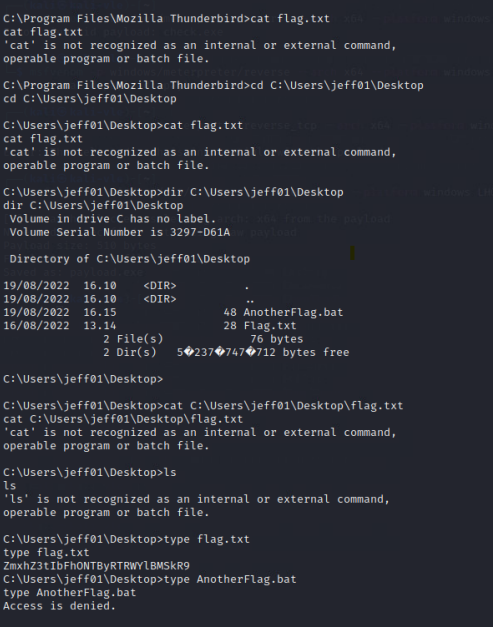 C:\Program Files\Mozilla Thunderbird>cat flag.txt
cat flag.txt
'cat' is not recognized as an internal or external command,
operable program or batch file.
C:\Program Files\Mozilla Thunderbird>cd C:\Users\jeff01\Desktop
cd C:\Users\jeff01\Desktop
C:\Users\jeff01\Desktop>cat flag.txt
cat flag.txt
'cat' is not recognized as an internal or external command,
operable program or batch file.
C:\Users\jeff01\Desktop>dir C:\Users\jeff01\Desktop
dir C:\Users\jeff01\Desktop
Volume in drive C has no label.
Volume Serial Number is 3297-D61A
Directory of C:\Users\jeff01\Desktop
19/08/2022 16.10 <DIR> .
19/08/2022 16.10 <DIR> ..
19/08/2022 16.15 48 AnotherFlag.bat
16/08/2022 13.14 28 Flag.txt
2 File(s) 76 bytes
2 Dir(s) 5�237�747�712 bytes free
C:\Users\jeff01\Desktop>
C:\Users\jeff01\Desktop>cat C:\Users\jeff01\Desktop\flag.txt
cat C:\Users\jeff01\Desktop\flag.txt
'cat' is not recognized as an internal or external command,
operable program or batch file.
C:\Users\jeff01\Desktop>ls
ls
'ls' is not recognized as an internal or external command,
operable program or batch file.
C:\Users\jeff01\Desktop>type flag.txt
type flag.txt
ZmxhZ3tIbFhONTByRTRWYlBMSkR9
C:\Users\jeff01\Desktop>type AnotherFlag.bat
type AnotherFlag.bat
Access is denied.